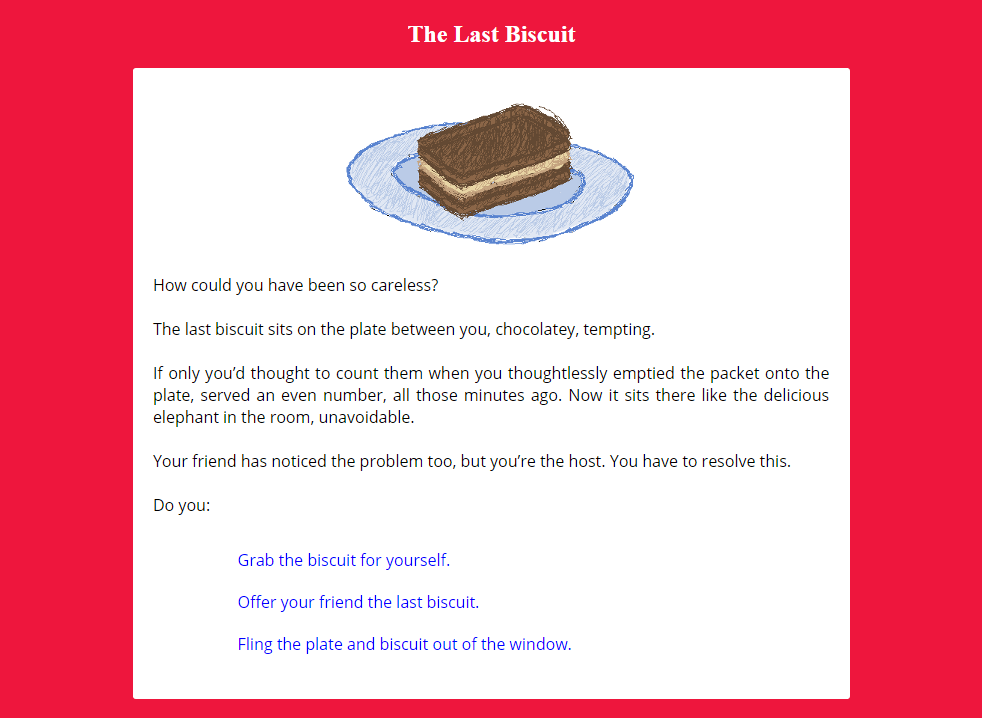 The Last Biscuit
How could you have been so careless?
The last biscuit sits on the plate between you, chocolatey, tempting.
If only you’d thought to count them when you thoughtlessly emptied the packet onto the
plate, served an even number, all those minutes ago. Now it sits there like the delicious
elephant in the room, unavoidable.
Your friend has noticed the problem too, but you’re the host. You have to resolve this.
Do you:
Grab the biscuit for yourself.
Offer your friend the last biscuit.
Fling the plate and biscuit out of the window.